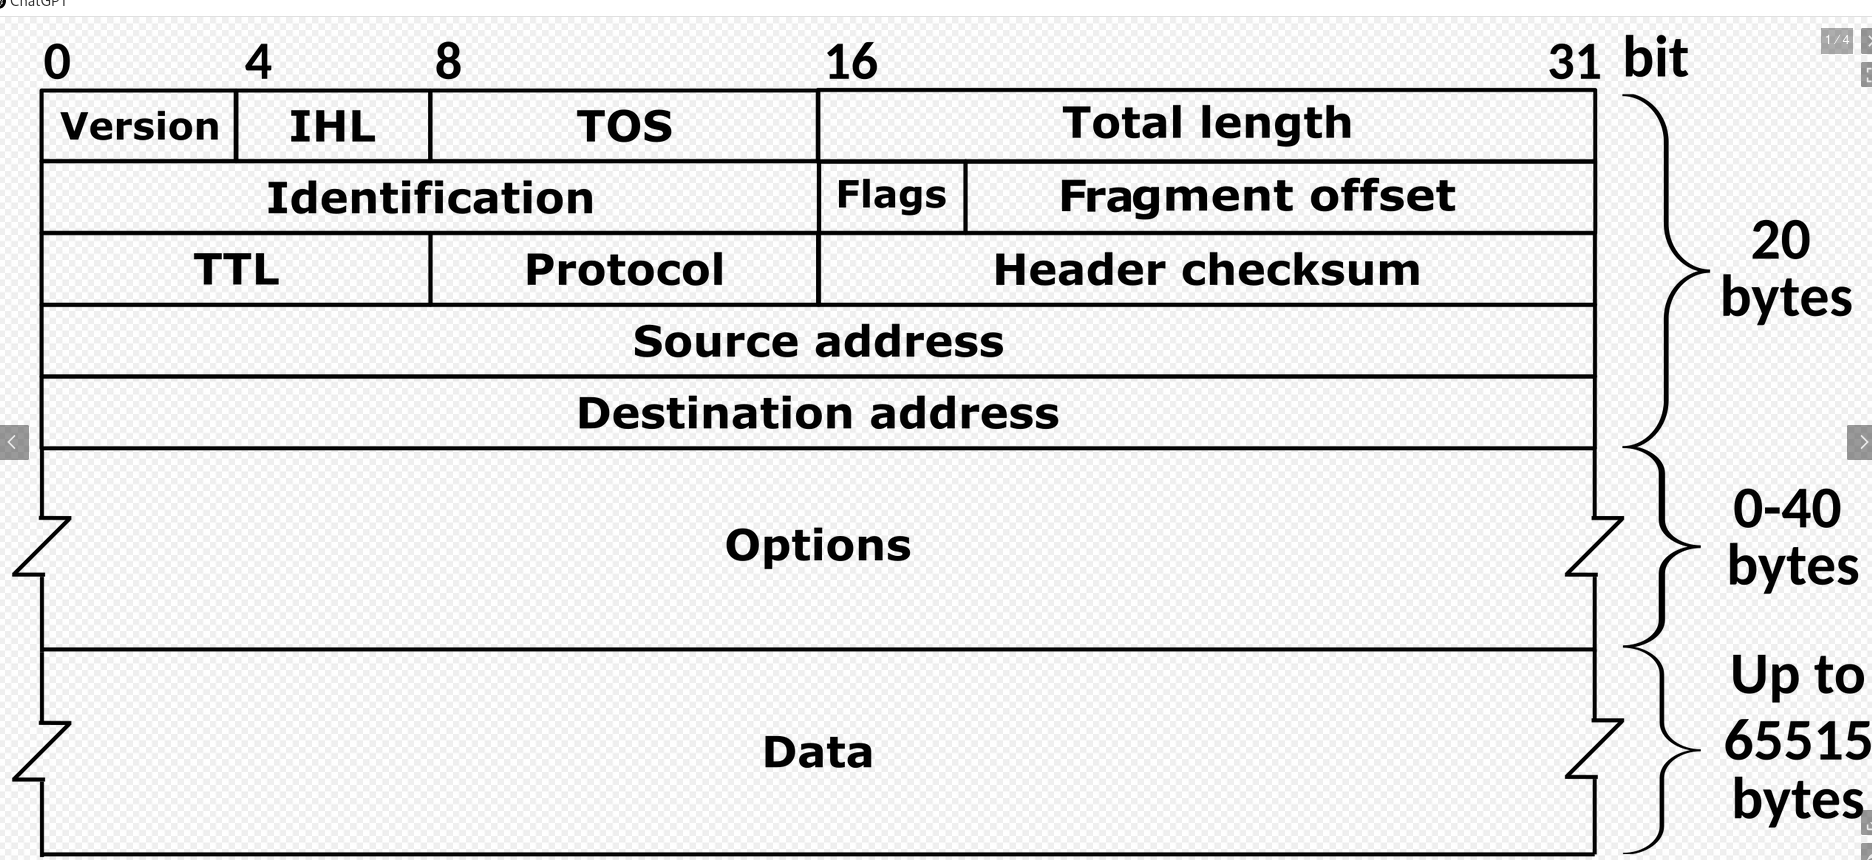 ChatGPT
0 4 8 16 31 bit
1/4
Version IHL TOS Total length
Identification Flags Fragment offset
TTL Protocol Header checksum
Source address
Destination address
20
bytes
Options
0-40
bytes
Data
Up to
65515
bytes